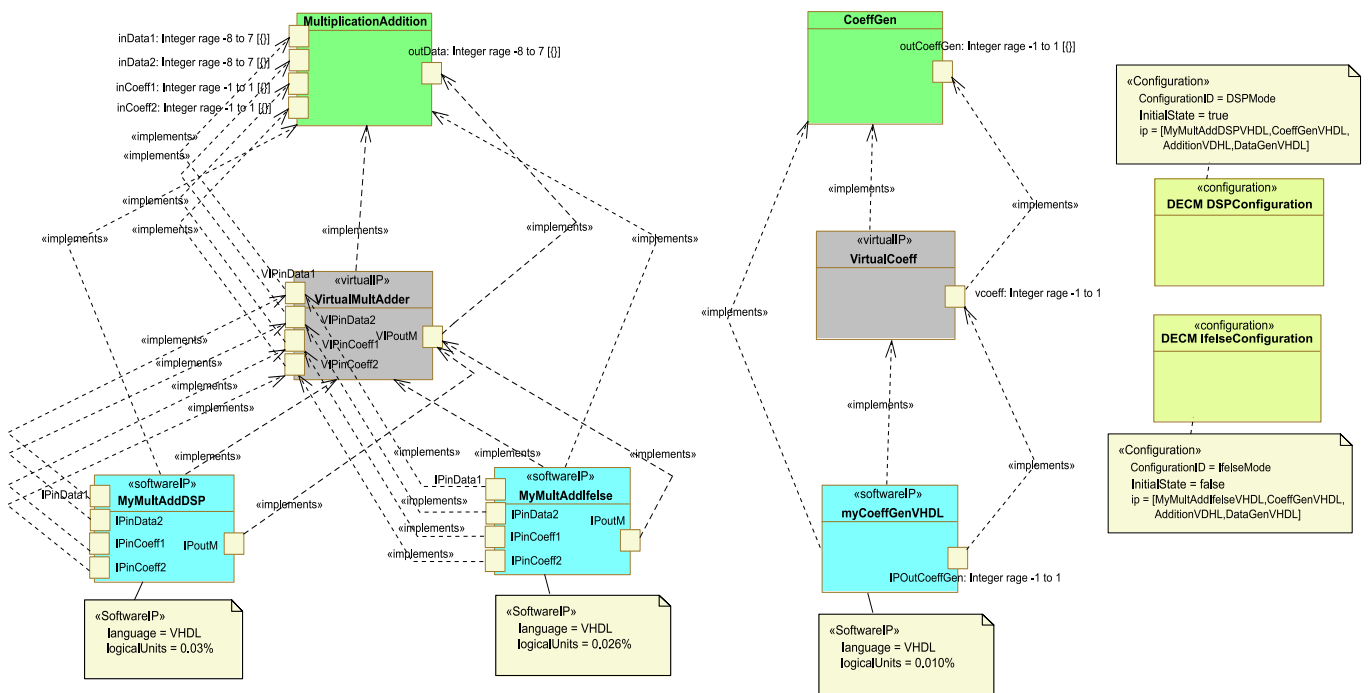 MultiplicationAddition
inData1: Integer rage -8 to 7 [{}]
inData2: Integer rage -8 to 7 [{}]
inCoeff1: Integer rage -1 to 1 [{}]
inCoeff2: Integer rage -1 to 1 [{}]
outData: Integer rage -8 to 7 [{}]
«implements»
«implements»
«implements»
«implements»
«implements»
«implements»
«implements»
«implements»
«virtualIP»
VirtualMultAdder
VIPinData1
VIPinData2
VIPinCoeff1
VIPinCoeff2
VIPoutM
«implements»
«implements»
«implements»
«implements»
«implements»
«implements»
«implements»
«implements»
«implements»
«implements»
«implements»
«implements»
«softwareIP»
MyMultAddDSP
IPinData1
IPinData2
IPinCoeff1
IPinCoeff2
IPoutM
«SoftwareIP»
language = VHDL
logicalUnits = 0.03%
«softwareIP»
MyMultAddIfelse
IPinData1
IPinData2
IPinCoeff1
IPinCoeff2
IPoutM
«SoftwareIP»
language = VHDL
logicalUnits = 0.026%
CoeffGen
outCoeffGen: Integer rage -1 to 1 [{}]
«implements»
«implements»
«virtualIP»
VirtualCoeff
vcoeff: Integer rage -1 to 1
«implements»
«implements»
«implements»
«softwareIP»
myCoeffGenVHDL
IPOutCoeffGen: Integer rage -1 to 1
«SoftwareIP»
language = VHDL
logicalUnits = 0.010%
«Configuration»
ConfigurationID = DSPMode
InitialState = true
ip = [MyMultAddDSPVHDL,CoeffGenVHDL,
AdditionVDHL,DataGenVHDL]
«configuration»
DECM DSPConfiguration
«configuration»
DECM IfelseConfiguration
«Configuration»
ConfigurationID = IfelseMode
InitialState = false
ip = [MyMultAddIfelseVHDL,CoeffGenVHDL,
AdditionVDHL,DataGenVHDL]